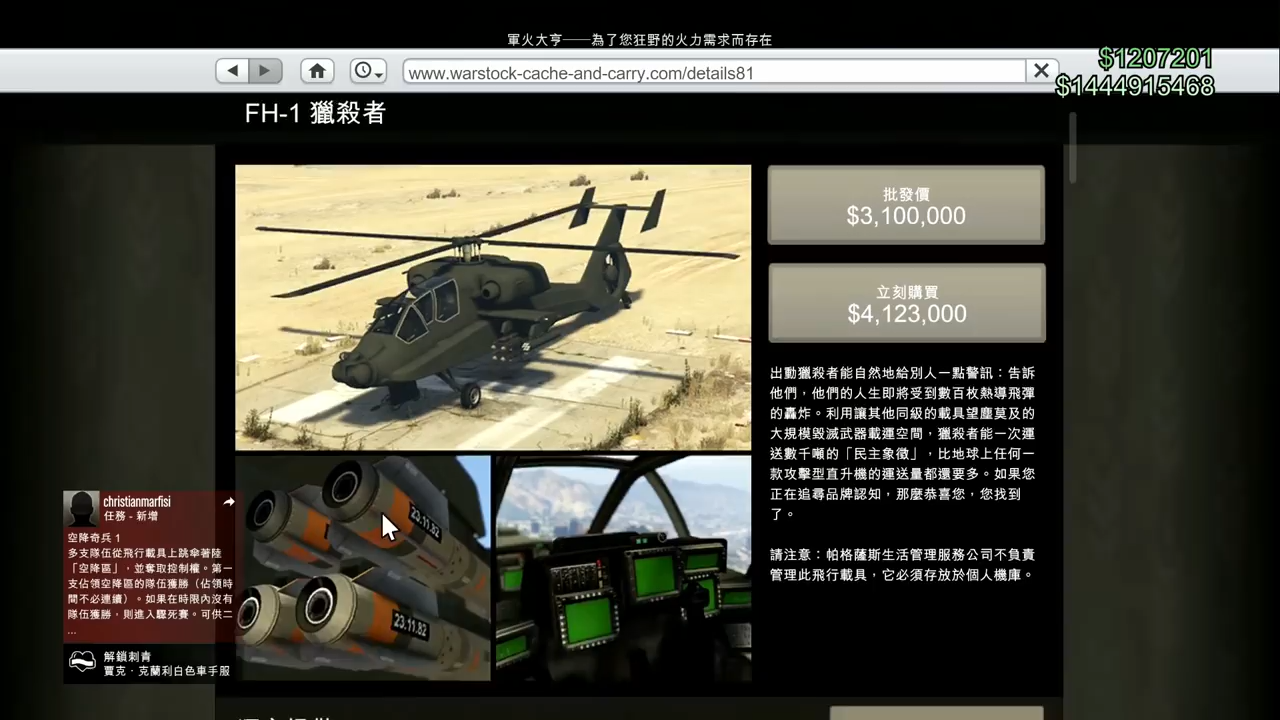 軍火大亨——為了您狂野的火力需求而存在
$1207201
$1444915468
www.warstock-cache-and-carry.com/details81
FH-1 獵殺者
批發價
$3,100,000
立刻購買
$4,123,000
出動獵殺者能自然地給別人一點警訊：告訴
他們，他們的人生即將受到數百枚熱導飛彈
的轟炸。利用讓其他同級的載具望塵莫及的
大規模毀滅武器載運空間，獵殺者能一次運
送數千噸的「民主象徵」，比地球上任何一
款攻擊型直升機的運送量都還要多。如果您
正在追尋品牌認知，那麼恭喜您，您找到
了。
請注意：帕格薩斯生活管理服務公司不負責
管理此飛行載具，它必須存放於個人機庫。
christianmarfisi
任務 - 新增
空降奇兵 1
多支隊伍從飛行載具上跳傘著陸
「空降區」，並奪取控制權。第一
支佔領空降區的隊伍獲勝（佔領時
間不必連續）。如果在時限內沒有
隊伍獲勝，則進入驟死賽。可供二
...
解鎖刺青
賈克．克蘭利白色車手服
23.11.82
23.11.82